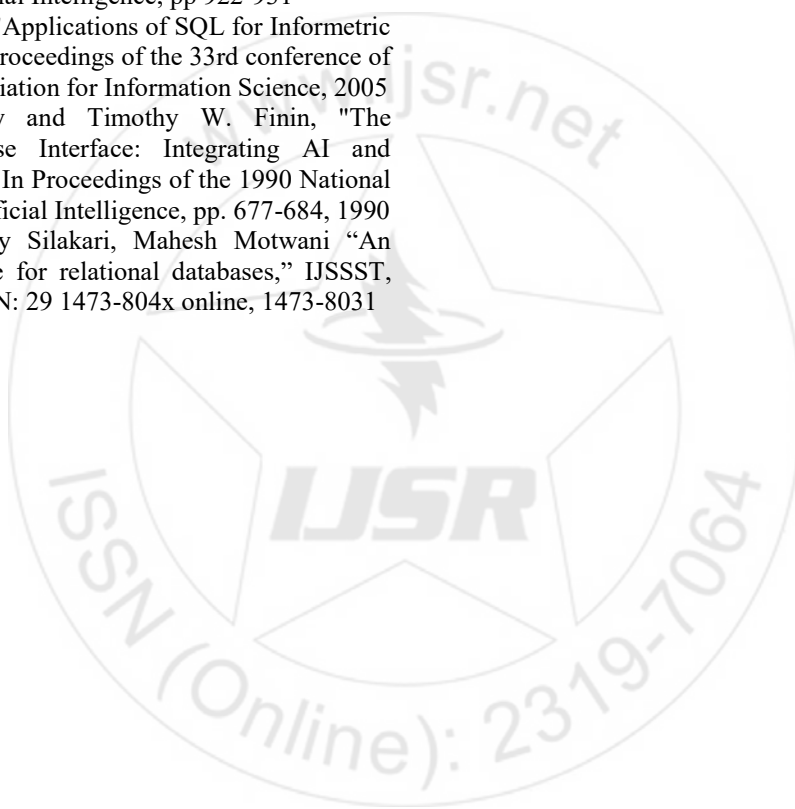 pp 922-931
"Applications of SQL for Informetric
roceedings of the 33rd conference of
iation for Information Science, 2005
and Timothy W. Finin, "The
se Interface: Integrating AI and
In Proceedings of the 1990 National
ficial Intelligence, pp. 677-684, 1990
y Silakari, Mahesh Motwani “An
e for relational databases,” IJSSST,
N: 29 1473-804x online, 1473-8031
www.ijsr.net
IJSR
ISSN (Online): 2319-7064